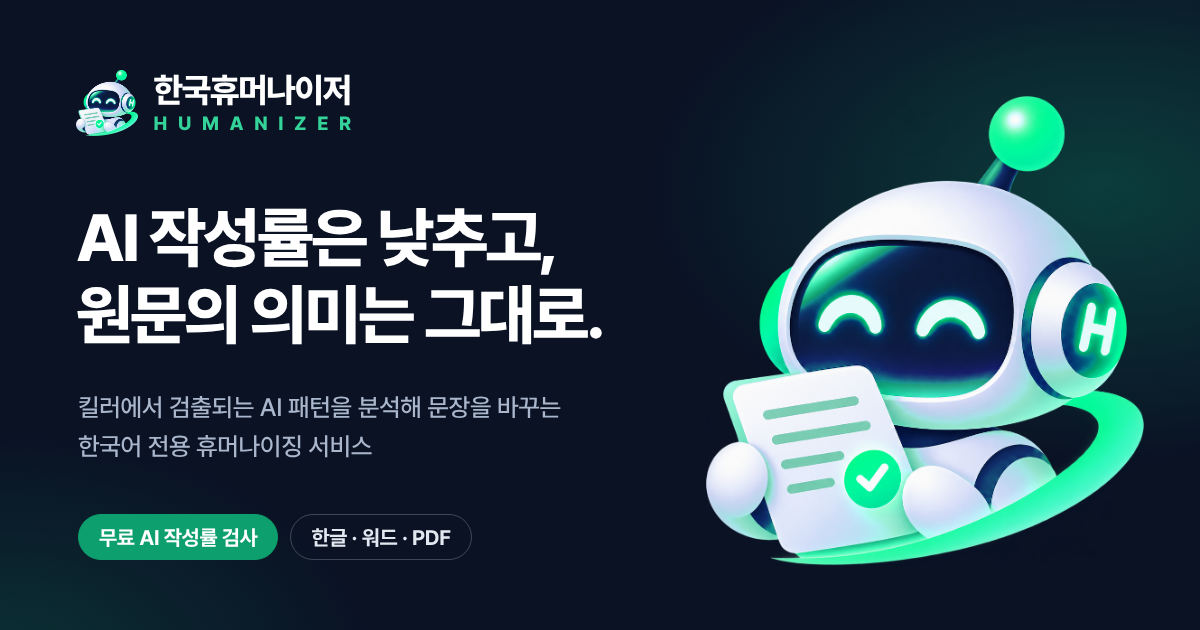 한국휴머나이저
HUMANIZER
AI 작성률은 낮추고,
원문의 의미는 그대로.
킬러에서 검출되는 AI 패턴을 분석해 문장을 바꾸는
한국어 전용 휴머나이징 서비스
무료 AI 작성률 검사
한글 · 워드 · PDF
H